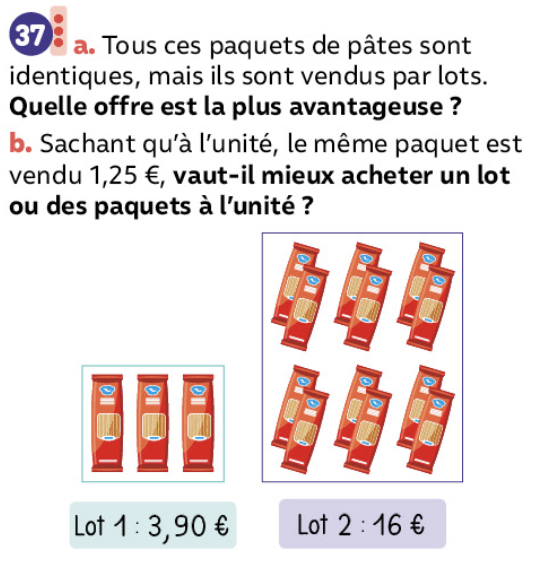 37 a. Tous ces paquets de pâtes sont
identiques, mais ils sont vendus par lots.
Quelle offre est la plus avantageuse ?
b. Sachant qu’à l’unité, le même paquet est
vendu 1,25 €, vaut-il mieux acheter un lot
ou des paquets à l’unité ?
Lot 1 : 3,90 €
Lot 2 : 16 €